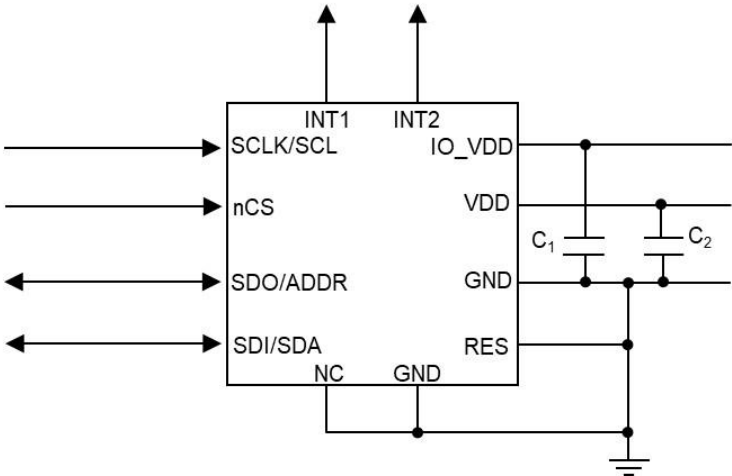 INT1 INT2
SCLK/SCL IO_VDD
nCS VDD
C₁ C₂
SDO/ADDR GND
SDI/SDA RES
NC GND